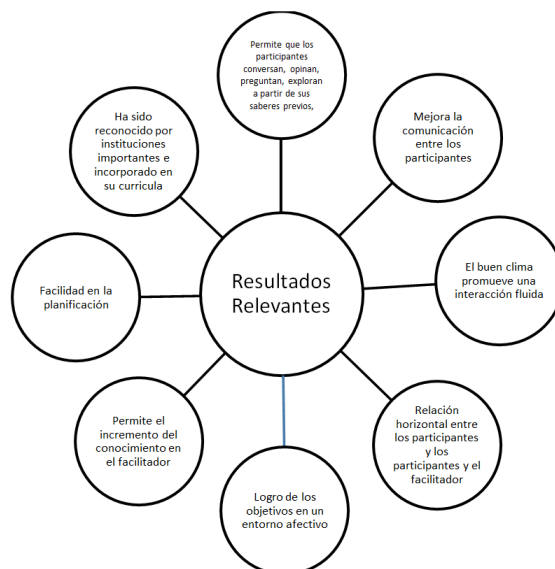 Permite que los
participantes
conversan, opinan,
preguntan, exploran
a partir de sus
saberes previos,
Mejora la
comunicación entre
los participantes
El buen clima
promueve una
interacción fluida
Relación
horizontal entre
los participantes
y los
participantes y el
facilitador
Logro de los
objetivos en un
entorno afectivo
Permite el
incremento del
conocimiento en
el facilitador
Facilidad en la
planificación
Ha sido
reconocido por
instituciones
importantes e
incorporado en
su curricula
Resultados
Relevantes